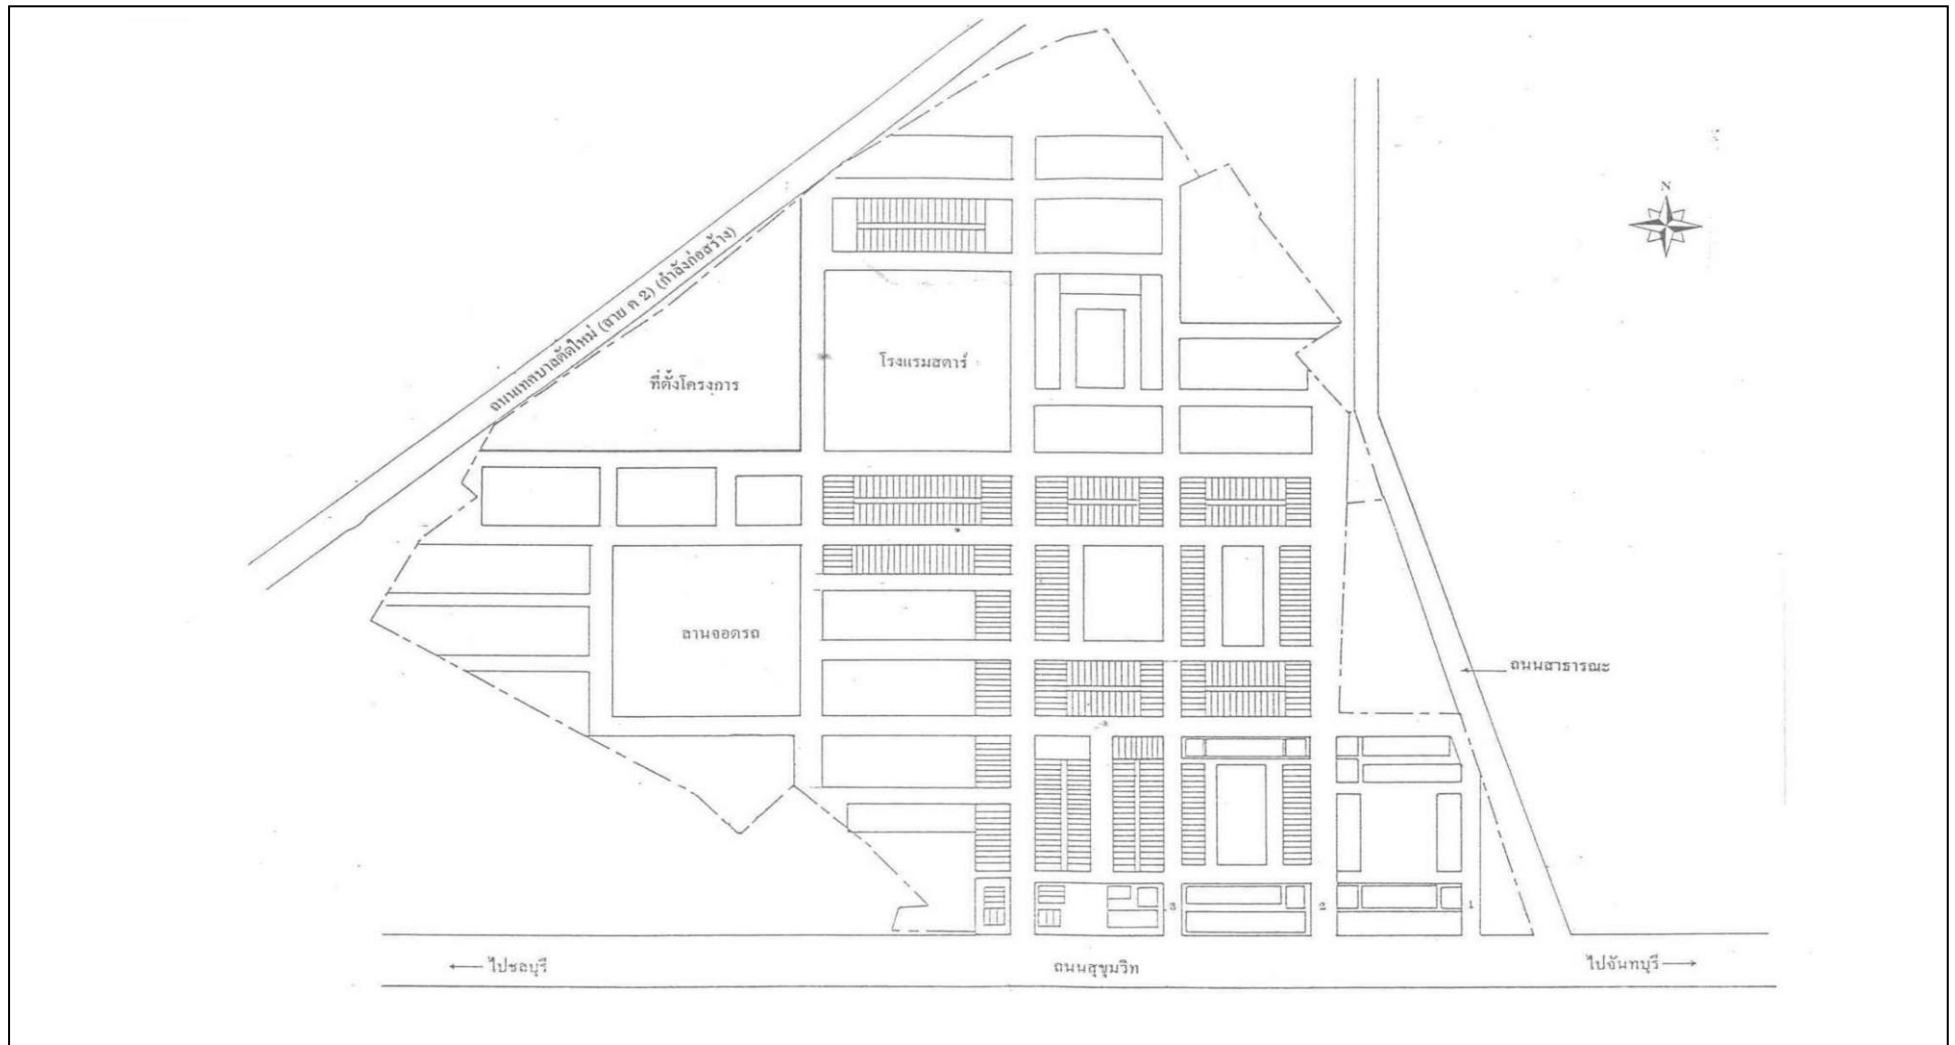 N
ถนนเทศบาลตัดใหม่ (สาย ค 2) (กำลังก่อสร้าง)
โรงแรมสตาร์
ที่ตั้งโครงการ
ลานจอดรถ
ถนนสาธารณะ
3 2 1
ไปชลบุรี
ถนนสุขุมวิท
ไปจันทบุรี